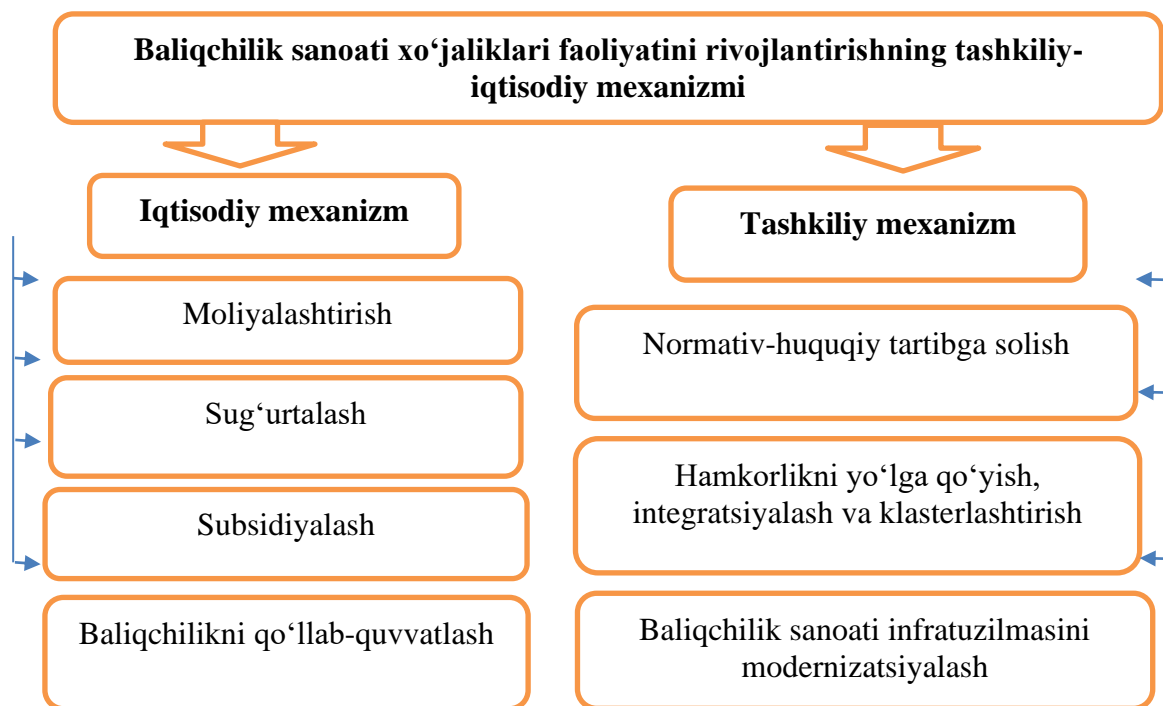 Baliqchilik sanoati xo‘jaliklari faoliyatini rivojlantirishning tashkiliy-
iqtisodiy mexanizmi
Iqtisodiy mexanizm
Moliyalashtirish
Sug‘urtalash
Subsidiyalash
Baliqchilikni qo‘llab-quvvatlash
Tashkiliy mexanizm
Normativ-huquqiy tartibga solish
Hamkorlikni yo‘lga qo‘yish,
integratsiyalash va klasterlashtirish
Baliqchilik sanoati infratuzilmasini
modernizatsiyalash